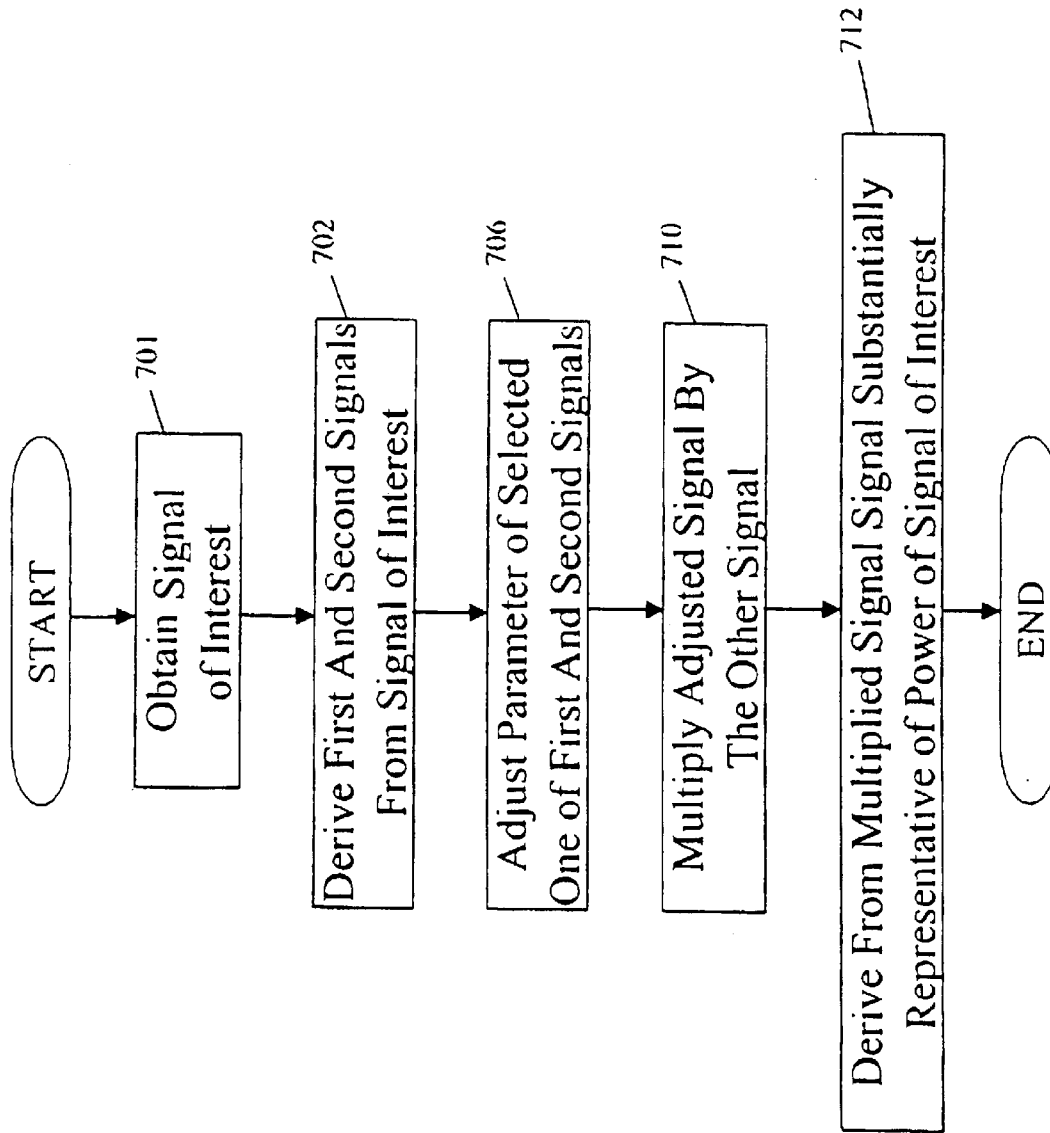 START
701
Obtain Signal
of Interest
702
Derive First And Second Signals
From Signal of Interest
706
Adjust Parameter of Selected
One of First And Second Signals
710
Multiply Adjusted Signal By
The Other Signal
712
Derive From Multiplied Signal Signal Substantially
Representative of Power of Signal of Interest
END